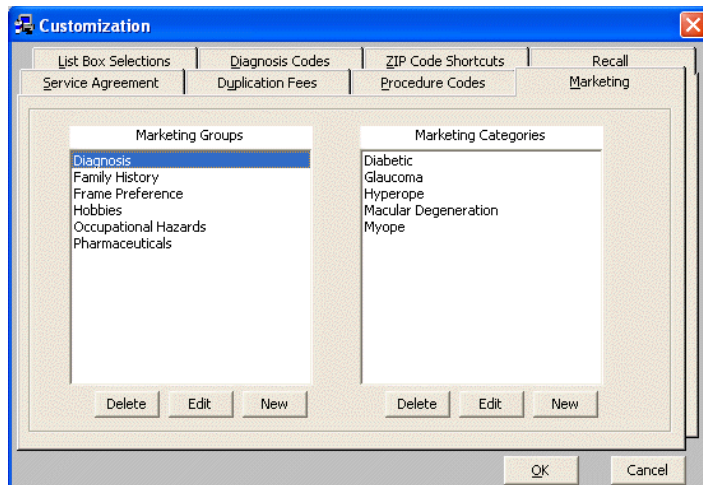 Customization
List Box Selections Diagnosis Codes ZIP Code Shortcuts Recall
Service Agreement Duplication Fees Procedure Codes Marketing
Marketing Groups Marketing Categories
Diagnosis Diabetic
Family History Glaucoma
Frame Preference Hyperope
Hobbies Macular Degeneration
Occupational Hazards Myope
Pharmaceuticals
Delete Edit New Delete Edit New
OK Cancel